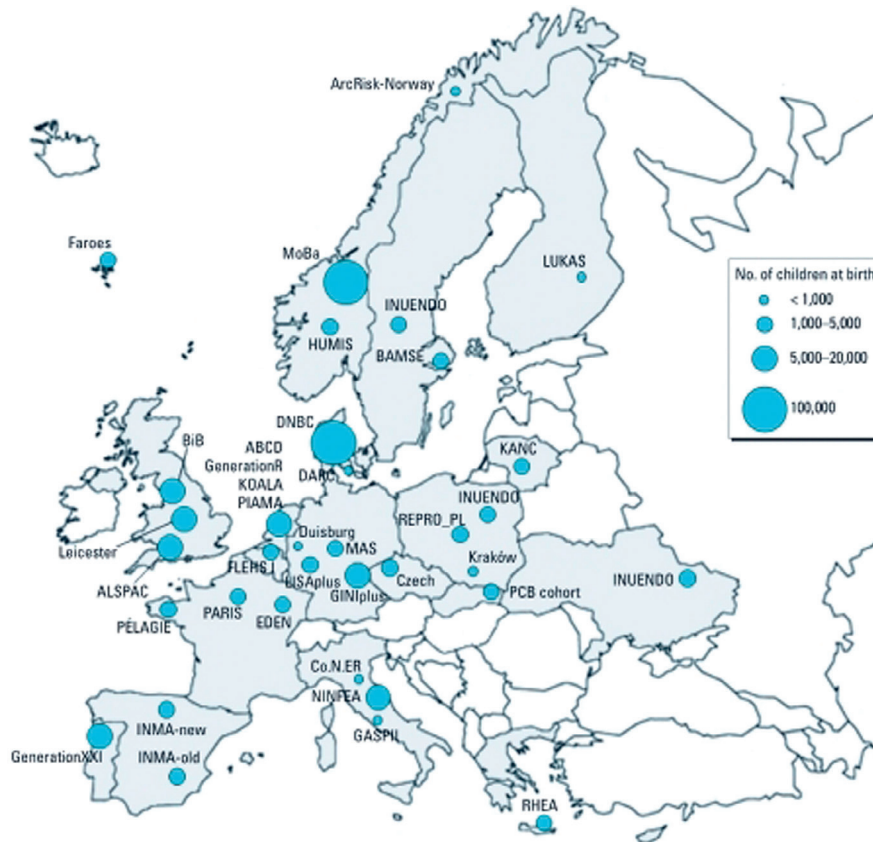 ArcRisk-Norway
Faroes
MoBa
LUKAS
No. of children at birth
< 1,000
1,000–5,000
5,000–20,000
100,000
INUENDO
HUMIS
BAMSE
DNBC
BiB
ABCD
GenerationR
KOALA
PIAMA
DARC
KANC
INUENDO
REPRO_PL
Leicester
Duisburg
MAS
Kraków
FLEHS I
LISAplus
Czech
INUENDO
ALSPAC
GINIplus
PCB cohort
PARIS
EDEN
PÉLAGIE
Co.N.ER
NINFEA
INMA-new
GASPII
GenerationXXI
INMA-old
RHEA